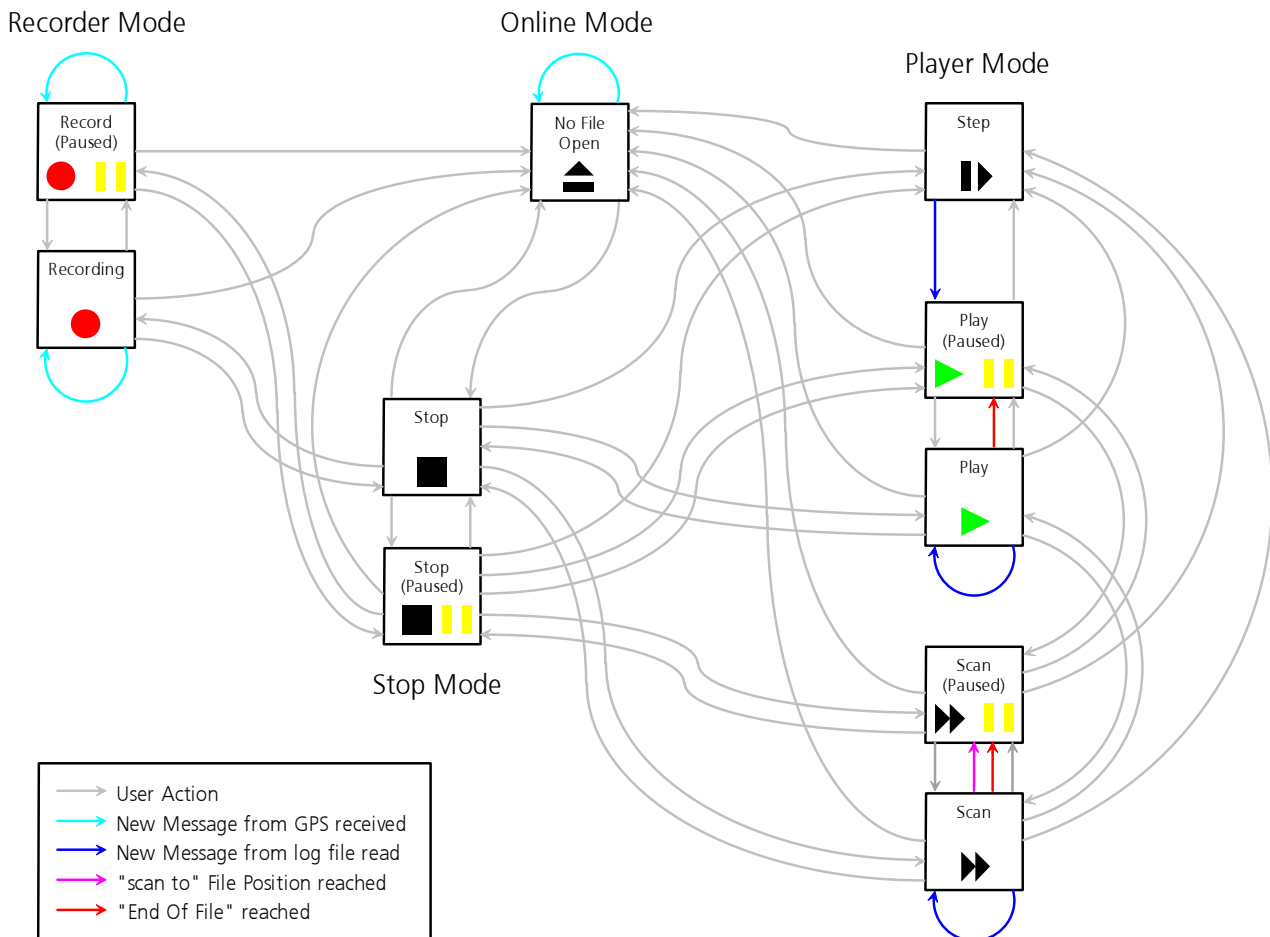 Recorder Mode
Online Mode
Player Mode
Record
(Paused)
No File
Open
Step
Recording
Play
(Paused)
Stop
Play
Stop
(Paused)
Stop Mode
Scan
(Paused)
Scan
User Action
New Message from GPS received
New Message from log file read
"scan to" File Position reached
"End Of File" reached